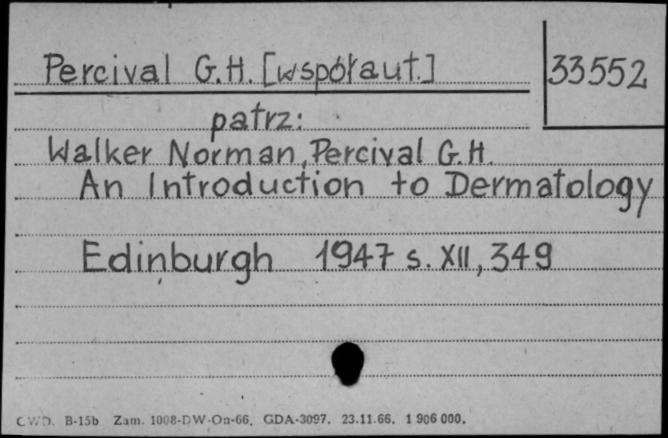 Percival G.H. [współaut.]
33552
patrz:
Walker Norman, Percival G.H.
An Introduction to Dermatology
Edinburgh 1947 s. XII, 349
CWD. B-15b Zam. 1008-DW-On-66. GDA-3097. 23.11.66. 1 906 000.